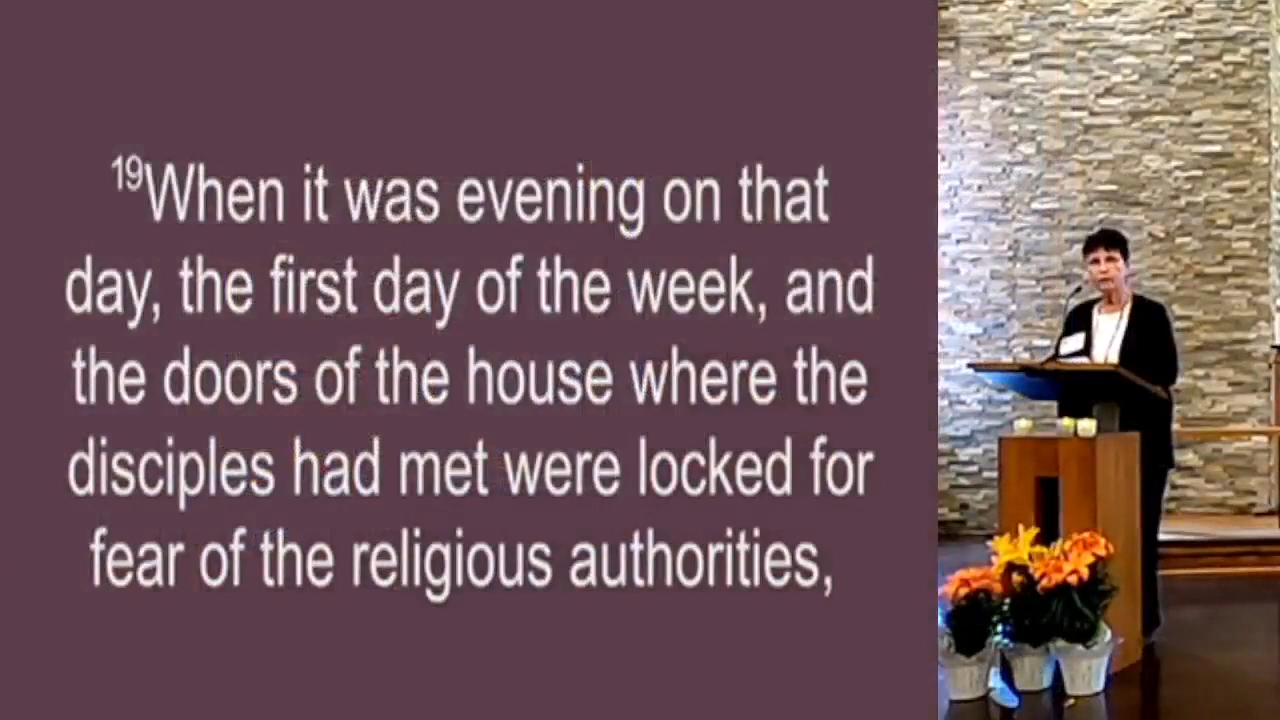 19When it was evening on that
day, the first day of the week, and
the doors of the house where the
disciples had met were locked for
fear of the religious authorities,